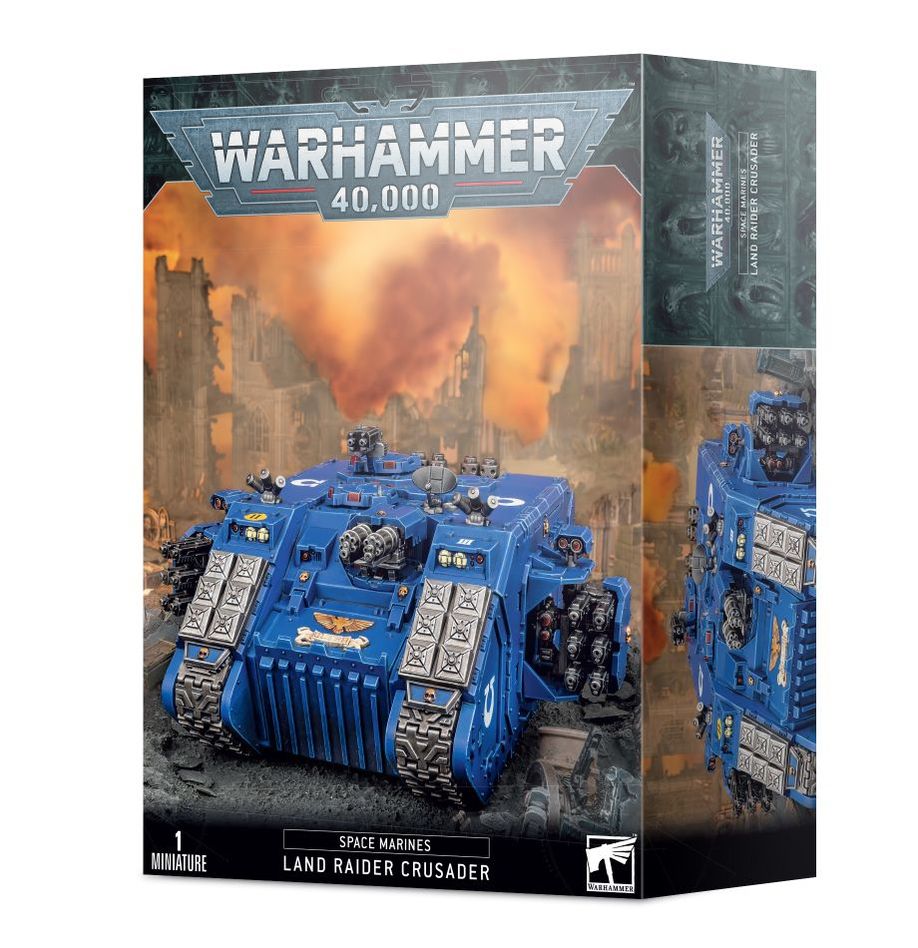 WARHAMMER
40,000
1
MINIATURE
SPACE MARINES
LAND RAIDER CRUSADER
WARHAMMER
WARHAMMER
40,000
SPACE MARINES
LAND RAIDER CRUSADER
III